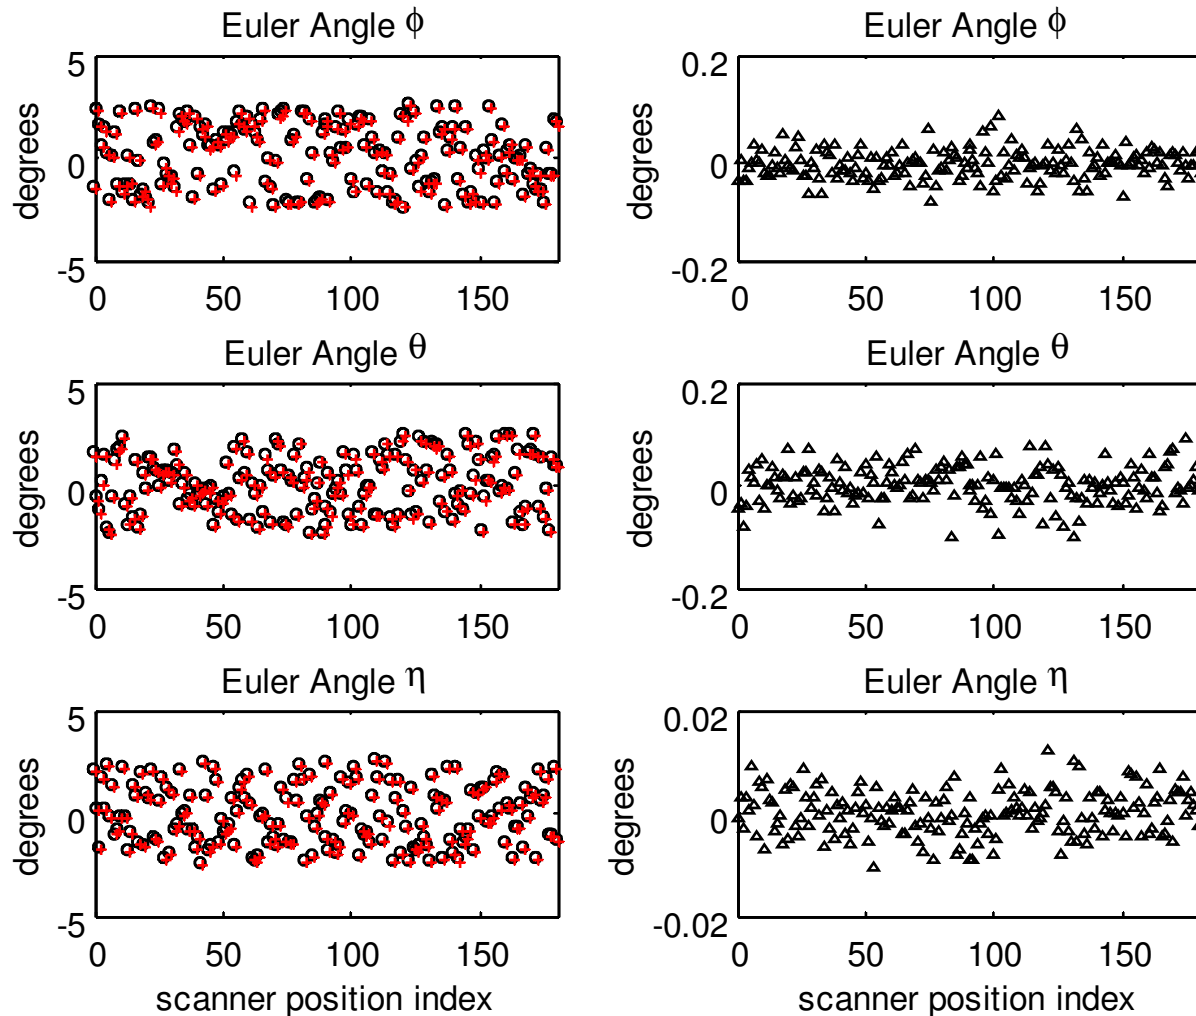 Euler Angle ϕ
Euler Angle ϕ
5
0
-5
degrees
0 50 100 150
0.2
0
-0.2
degrees
0 50 100 150
Euler Angle θ
Euler Angle θ
5
0
-5
degrees
0 50 100 150
0.2
0
-0.2
degrees
0 50 100 150
Euler Angle η
Euler Angle η
5
0
-5
degrees
0 50 100 150
scanner position index
0.02
0
-0.02
degrees
0 50 100 150
scanner position index